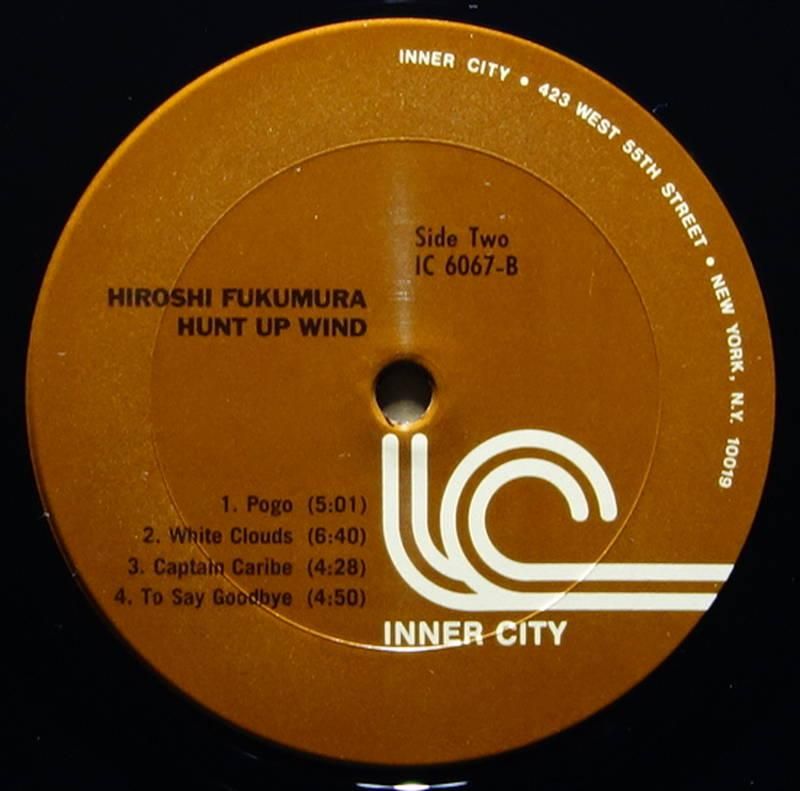 INNER CITY • 423 WEST 55TH STREET • NEW YORK, N.Y. 10019
Side Two
IC 6067-B
HIROSHI FUKUMURA
HUNT UP WIND
1. Pogo (5:01)
2. White Clouds (6:40)
3. Captain Caribe (4:28)
4. To Say Goodbye (4:50)
IC
INNER CITY